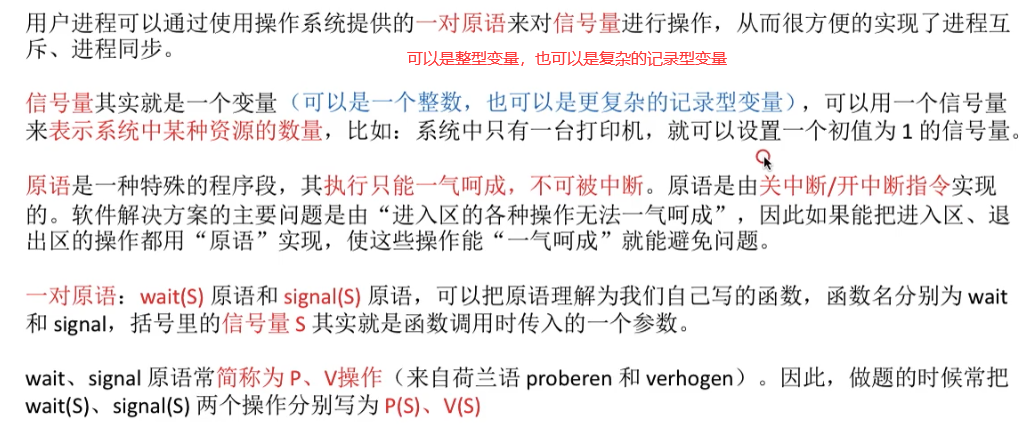 用户进程可以通过使用操作系统提供的一对原语来对信号量进行操作，从而很方便的实现了进程互
斥、进程同步。
可以是整型变量，也可以是复杂的记录型变量
信号量其实就是一个变量（可以是一个整数，也可以是更复杂的记录型变量），可以用一个信号量
来表示系统中某种资源的数量，比如：系统中只有一台打印机，就可以设置一个初值为 1 的信号量。
原语是一种特殊的程序段，其执行只能一气呵成，不可被中断。原语是由关中断/开中断指令实现
的。软件解决方案的主要问题是由“进入区的各种操作无法一气呵成”，因此如果能把进入区、退
出区的操作都用“原语”实现，使这些操作能“一气呵成”就能避免问题。
一对原语：wait(S) 原语和 signal(S) 原语，可以把原语理解为我们自己写的函数，函数名分别为 wait
和 signal，括号里的信号量 S 其实就是函数调用时传入的一个参数。
wait、signal 原语常简称为 P、V操作（来自荷兰语 proberen 和 verhogen）。因此，做题的时候常把
wait(S)、signal(S) 两个操作分别写为 P(S)、V(S)